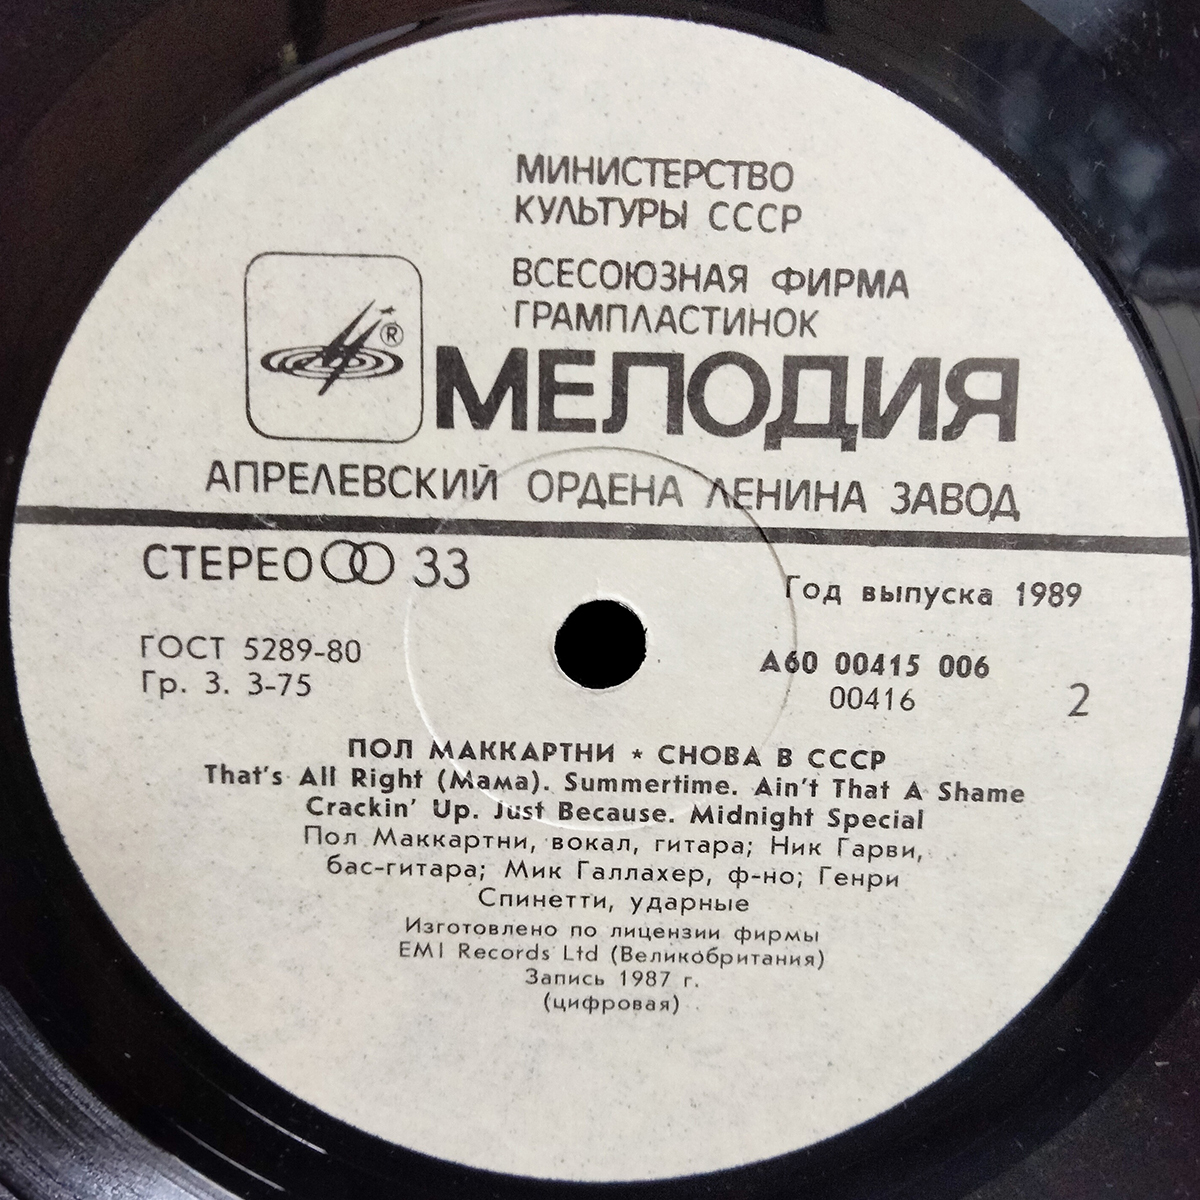 МИНИСТЕРСТВО
КУЛЬТУРЫ СССР
ВСЕСОЮЗНАЯ ФИРМА
ГРАМПЛАСТИНОК
®
МЕЛОДИЯ
АПРЕЛЕВСКИЙ ОРДЕНА ЛЕНИНА ЗАВОД
СТЕРЕО 33
Год выпуска 1989
ГОСТ 5289-80
Гр. 3. 3-75
А60 00415 006
00416
2
ПОЛ МАККАРТНИ ★ СНОВА В СССР
That's All Right (Мама). Summertime. Ain't That A Shame
Crackin' Up. Just Because. Midnight Special
Пол Маккартни, вокал, гитара; Ник Гарви,
бас-гитара; Мик Галлахер, ф-но; Генри
Спинетти, ударные
Изготовлено по лицензии фирмы
EMI Records Ltd (Великобритания)
Запись 1987 г.
(цифровая)